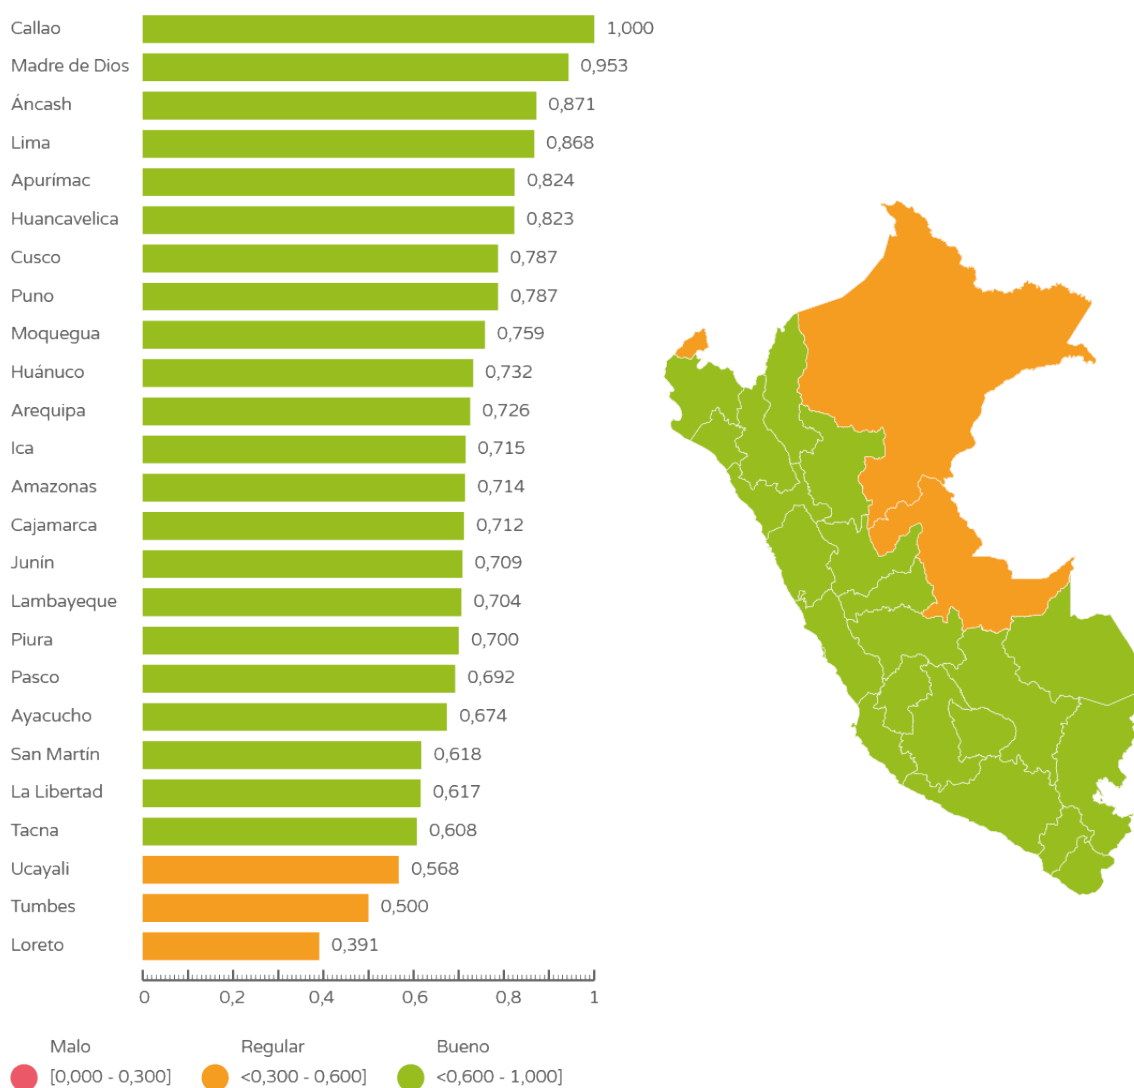 Callao 1,000
Madre de Dios 0,953
Áncash 0,871
Lima 0,868
Apurímac 0,824
Huancavelica 0,823
Cusco 0,787
Puno 0,787
Moquegua 0,759
Huánuco 0,732
Arequipa 0,726
Ica 0,715
Amazonas 0,714
Cajamarca 0,712
Junín 0,709
Lambayeque 0,704
Piura 0,700
Pasco 0,692
Ayacucho 0,674
San Martín 0,618
La Libertad 0,617
Tacna 0,608
Ucayali 0,568
Tumbes 0,500
Loreto 0,391
0 0,2 0,4 0,6 0,8 1
Malo Regular Bueno
[0,000 - 0,300] <0,300 - 0,600] <0,600 - 1,000]